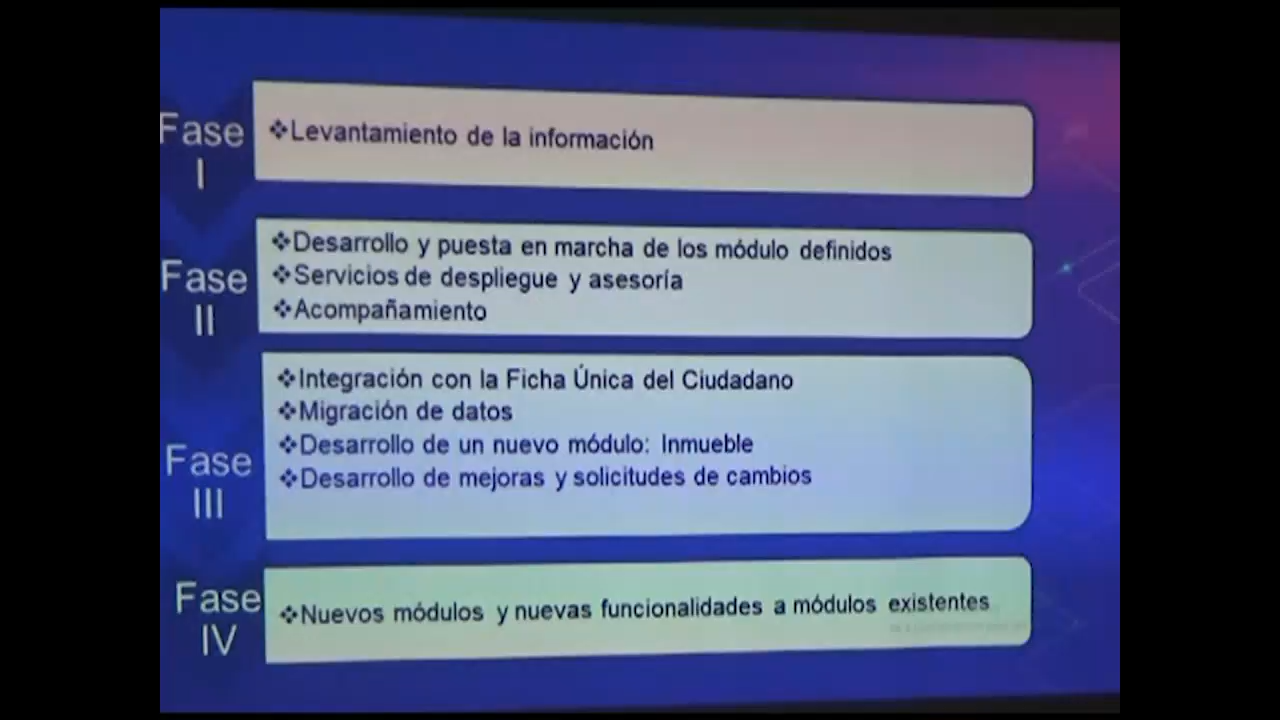 Fase
I
❖Levantamiento de la información
Fase
II
❖Desarrollo y puesta en marcha de los módulo definidos
❖Servicios de despliegue y asesoría
❖Acompañamiento
Fase
III
❖Integración con la Ficha Única del Ciudadano
❖Migración de datos
❖Desarrollo de un nuevo módulo: Inmueble
❖Desarrollo de mejoras y solicitudes de cambios
Fase
IV
❖Nuevos módulos y nuevas funcionalidades a módulos existentes